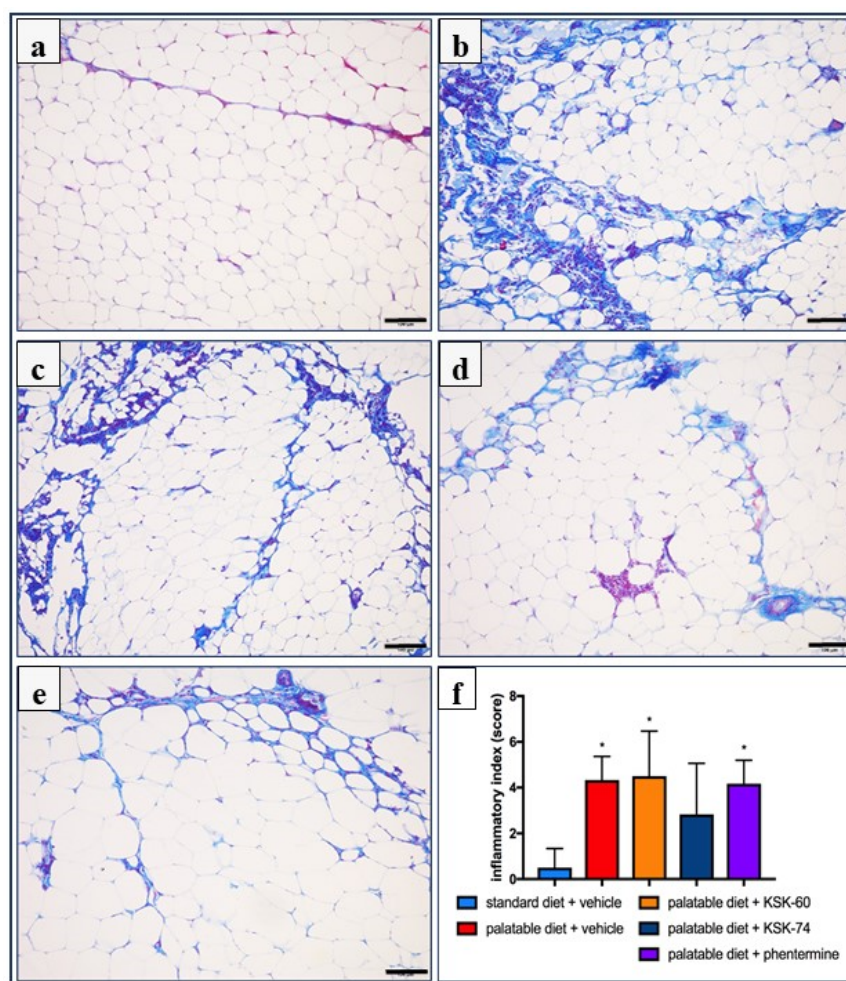 a
b
c
d
e
f
8
6
4
2
0
inflammatory index (score)
* * *
standard diet + vehicle
palatable diet + vehicle
palatable diet + KSK-60
palatable diet + KSK-74
palatable diet + phentermine